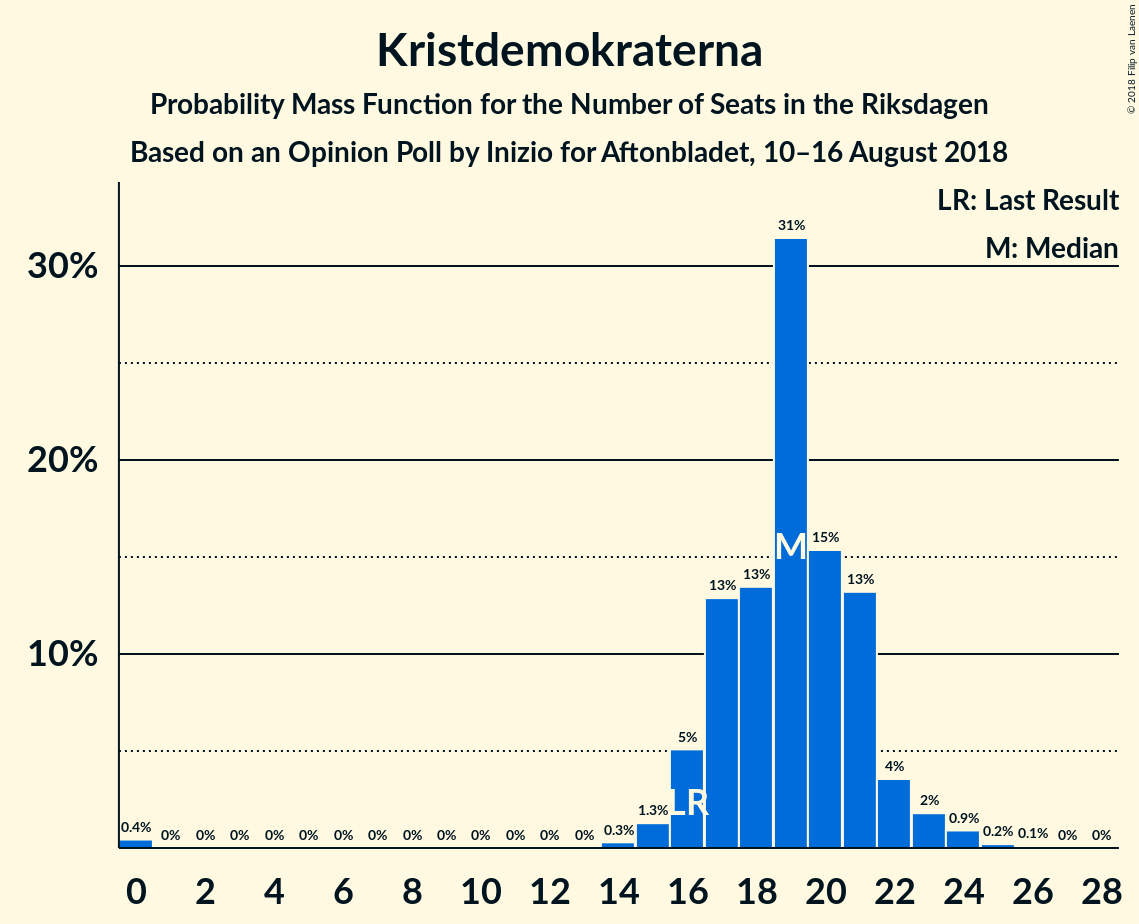 Kristdemokraterna
Probability Mass Function for the Number of Seats in the Riksdagen
Based on an Opinion Poll by Inizio for Aftonbladet, 10–16 August 2018
© 2018 Filip van Laenen
LR: Last Result
M: Median
30%
20%
10%
0.4% 0% 0% 0% 0% 0% 0% 0% 0% 0% 0% 0% 0% 0% 0.3% 1.3% 5% 13% 13% 31% 15% 13% 4% 2% 0.9% 0.2% 0.1% 0% 0%
M
LR
0 2 4 6 8 10 12 14 16 18 20 22 24 26 28